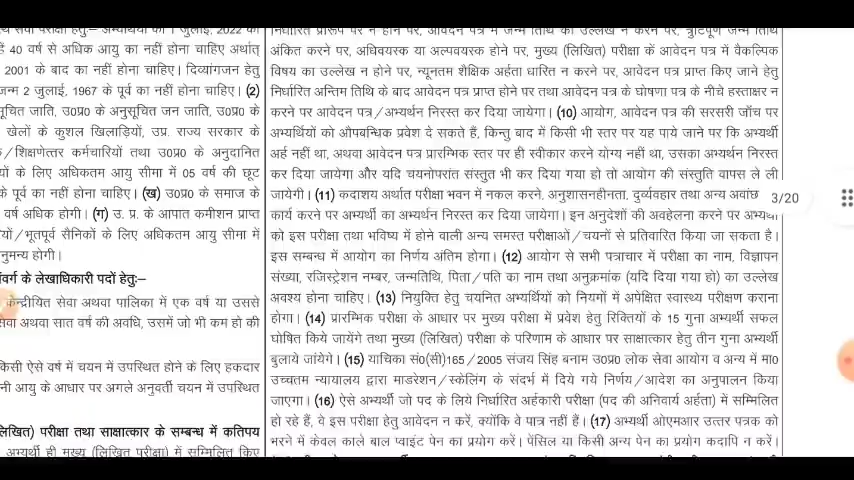 सेवा परीक्षा हेतु:– अभ्यर्थियों को 1 जुलाई, 2022 को
हें 40 वर्ष से अधिक आयु का नहीं होना चाहिए अर्थात्
2001 के बाद का नहीं होना चाहिए। दिव्यांगजन हेतु
जन्म 2 जुलाई, 1967 के पूर्व का नहीं होना चाहिए। (2)
सूचित जाति, उ0प्र0 के अनुसूचित जन जाति, उ0प्र0 के
खेलों के कुशल खिलाड़ियों, उप्र. राज्य सरकार के
/शिक्षणेत्तर कर्मचारियों तथा उ0प्र0 के अनुदानित
यों के लिए अधिकतम आयु सीमा में 05 वर्ष की छूट
के पूर्व का नहीं होना चाहिए। (ख) उ0प्र0 के समाज के
वर्ष अधिक होगी। (ग) उ. प्र. के आपात कमीशन प्राप्त
यों/भूतपूर्व सैनिकों के लिए अधिकतम आयु सीमा में
नुमन्य होगी।
ंवर्ग के लेखाधिकारी पदों हेतु:–
केन्द्रीयित सेवा अथवा पालिका में एक वर्ष या उससे
सेवा अथवा सात वर्ष की अवधि, उसमें जो भी कम हो की
किसी ऐसे वर्ष में चयन में उपस्थित होने के लिए हकदार
नी आयु के आधार पर अगले अनुवर्ती चयन में उपस्थित
लिखित) परीक्षा तथा साक्षात्कार के सम्बन्ध में कतिपय
अभ्यर्थी ही मुख्य (लिखित परीक्षा) में सम्मिलित किए
निर्धारित प्रारूप पर न होने पर, आवेदन पत्र में जन्म तिथि का उल्लेख न करने पर, त्रुटिपूर्ण जन्म तिथि
अंकित करने पर, अधिवयस्क या अल्पवयस्क होने पर, मुख्य (लिखित) परीक्षा के आवेदन पत्र में वैकल्पिक
विषय का उल्लेख न होने पर, न्यूनतम शैक्षिक अर्हता धारित न करने पर, आवेदन पत्र प्राप्त किए जाने हेतु
निर्धारित अन्तिम तिथि के बाद आवेदन पत्र प्राप्त होने पर तथा आवेदन पत्र के घोषणा पत्र के नीचे हस्ताक्षर न
करने पर आवेदन पत्र/अभ्यर्थन निरस्त कर दिया जायेगा। (10) आयोग, आवेदन पत्र की सरसरी जाँच पर
अभ्यर्थियों को औपबन्धिक प्रवेश दे सकते हैं, किन्तु बाद में किसी भी स्तर पर यह पाये जाने पर कि अभ्यर्थी
अर्ह नहीं था, अथवा आवेदन पत्र प्रारम्भिक स्तर पर ही स्वीकार करने योग्य नहीं था, उसका अभ्यर्थन निरस्त
कर दिया जायेगा और यदि चयनोपरांत संस्तुत भी कर दिया गया हो तो आयोग की संस्तुति वापस ले ली
जायेगी। (11) कदाशय अर्थात परीक्षा भवन में नकल करने, अनुशासनहीनता, दुर्व्यवहार तथा अन्य अवांछ 3/20
कार्य करने पर अभ्यर्थी का अभ्यर्थन निरस्त कर दिया जायेगा। इन अनुदेशों की अवहेलना करने पर अभ्यर्थी
को इस परीक्षा तथा भविष्य में होने वाली अन्य समस्त परीक्षाओं/चयनों से प्रतिवारित किया जा सकता है।
इस सम्बन्ध में आयोग का निर्णय अंतिम होगा। (12) आयोग से सभी पत्राचार में परीक्षा का नाम, विज्ञापन
संख्या, रजिस्ट्रेशन नम्बर, जन्मतिथि, पिता/पति का नाम तथा अनुक्रमांक (यदि दिया गया हो) का उल्लेख
अवश्य होना चाहिए। (13) नियुक्ति हेतु चयनित अभ्यर्थियों को नियमों में अपेक्षित स्वास्थ्य परीक्षण कराना
होगा। (14) प्रारम्भिक परीक्षा के आधार पर मुख्य परीक्षा में प्रवेश हेतु रिक्तियों के 15 गुना अभ्यर्थी सफल
घोषित किये जायेंगे तथा मुख्य (लिखित) परीक्षा के परिणाम के आधार पर साक्षात्कार हेतु तीन गुना अभ्यर्थी
बुलाये जांयेगे। (15) याचिका सं0(सी)165/2005 संजय सिंह बनाम उ0प्र0 लोक सेवा आयोग व अन्य में मा0
उच्चतम न्यायालय द्वारा माडरेशन/स्केलिंग के संदर्भ में दिये गये निर्णय/आदेश का अनुपालन किया
जाएगा। (16) ऐसे अभ्यर्थी जो पद के लिये निर्धारित अर्हकारी परीक्षा (पद की अनिवार्य अर्हता) में सम्मिलित
हो रहे हैं, वे इस परीक्षा हेतु आवेदन न करें, क्योंकि वे पात्र नहीं हैं। (17) अभ्यर्थी ओएमआर उत्तर पत्रक को
भरने में केवल काले बाल प्वाइंट पेन का प्रयोग करें। पेंसिल या किसी अन्य पेन का प्रयोग कदापि न करें।